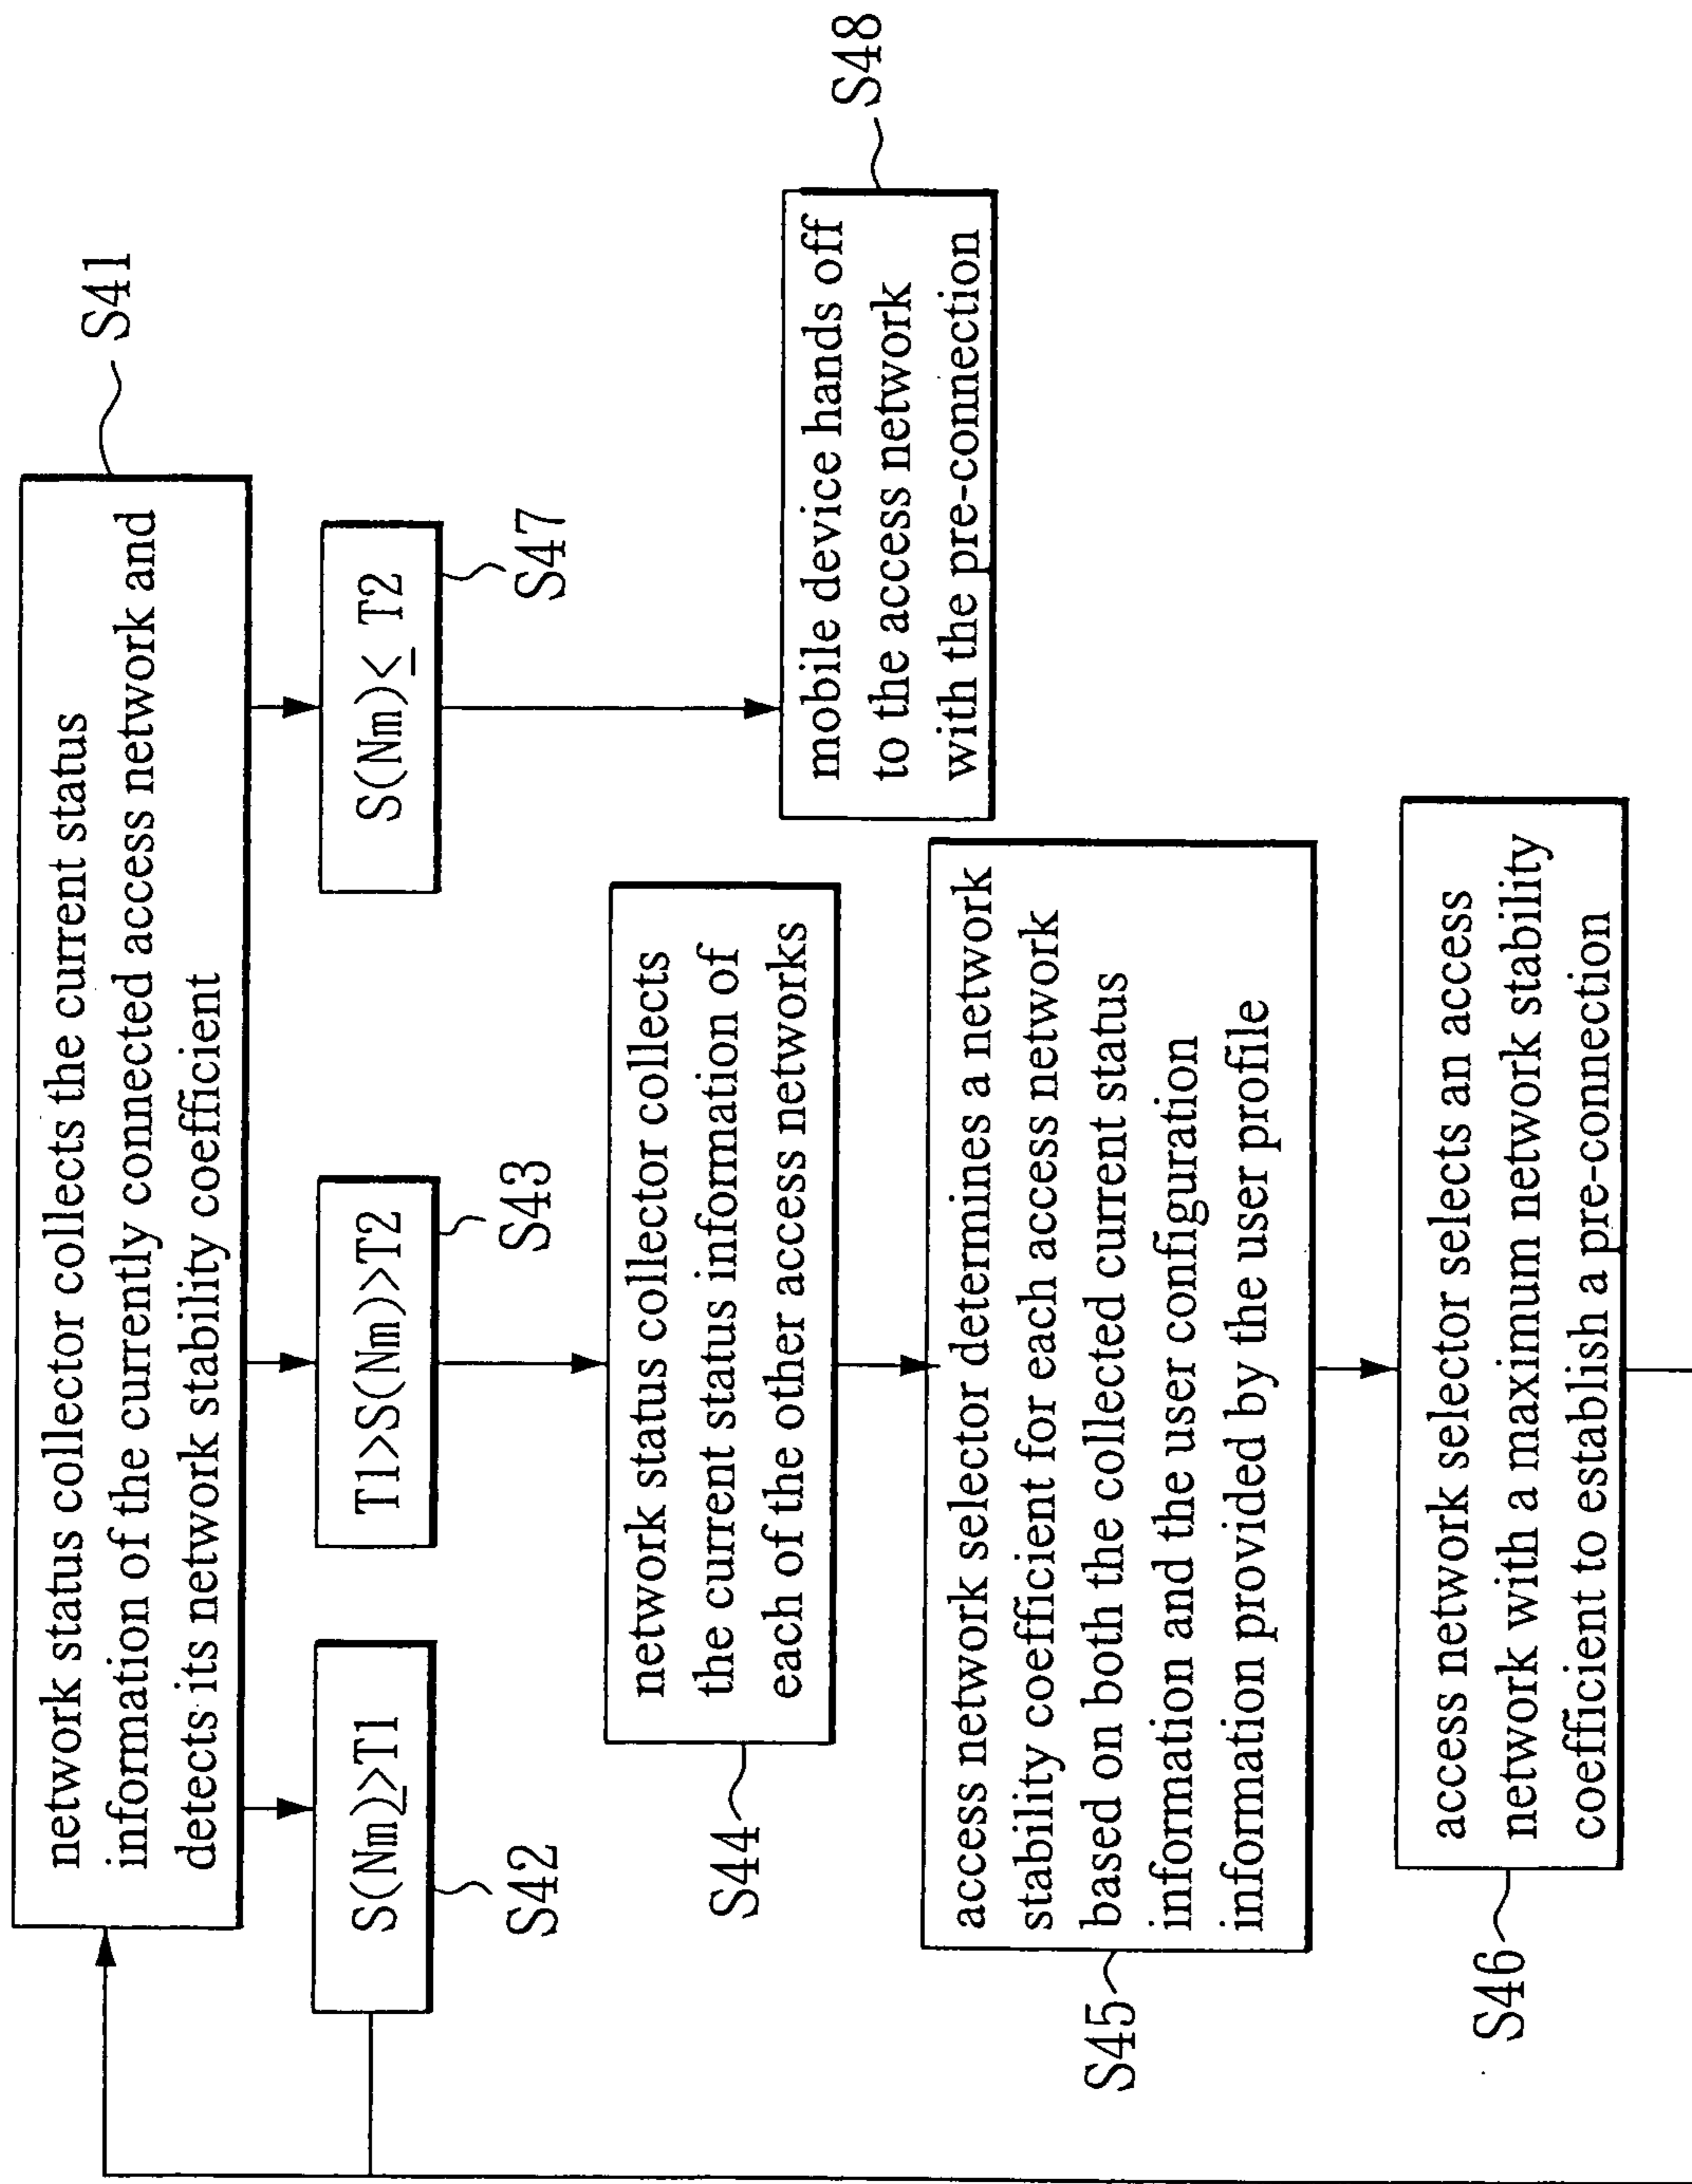 network status collector collects the current status
information of the currently connected access network and
detects its network stability coefficient
S41
S(Nm)≥T1
S42
T1>S(Nm)>T2
S43
S(Nm)≤ T2
S47
network status collector collects
the current status information of
each of the other access networks
S44
mobile device hands off
to the access network
with the pre-connection
S48
access network selector determines a network
stability coefficient for each access network
based on both the collected current status
information and the user configuration
information provided by the user profile
S45
access network selector selects an access
network with a maximum network stability
coefficient to establish a pre-connection
S46